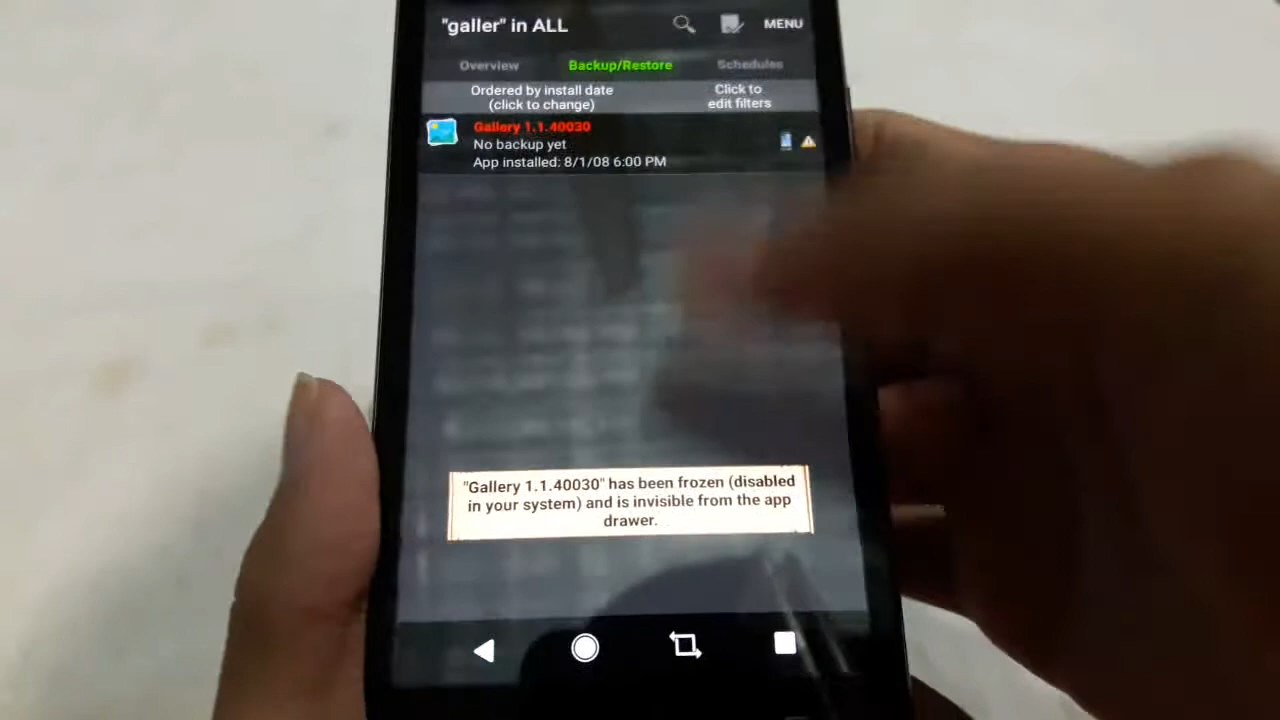 "galler" in ALL
MENU
Overview
Backup/Restore
Schedules
Ordered by install date
(click to change)
Click to
edit filters
Gallery 1.1.40030
No backup yet
App installed: 8/1/08 6:00 PM
"Gallery 1.1.40030" has been frozen (disabled
in your system) and is invisible from the app
drawer.